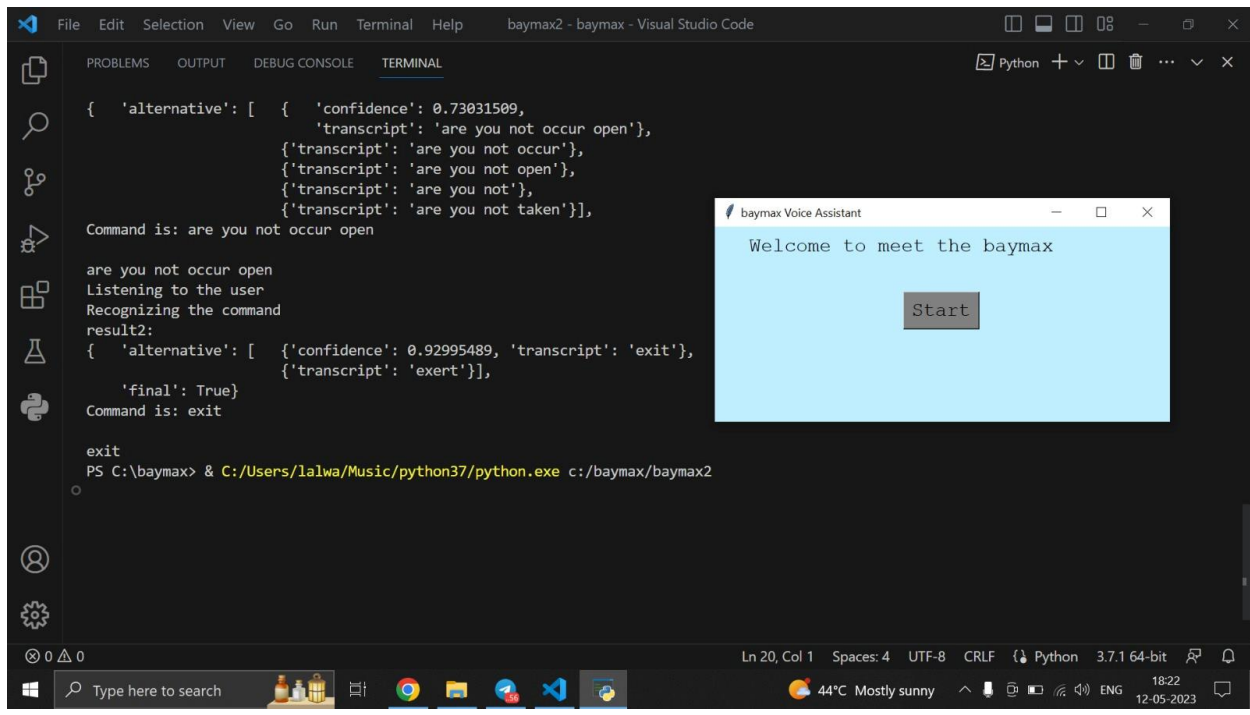 File Edit Selection View Go Run Terminal Help baymax2 - baymax - Visual Studio Code
PROBLEMS OUTPUT DEBUG CONSOLE TERMINAL
Python
{ 'alternative': [ { 'confidence': 0.73031509,
'transcript': 'are you not occur open'},
{'transcript': 'are you not occur'},
{'transcript': 'are you not open'},
{'transcript': 'are you not'},
{'transcript': 'are you not taken'}],
Command is: are you not occur open
are you not occur open
Listening to the user
Recognizing the command
result2:
{ 'alternative': [ {'confidence': 0.92995489, 'transcript': 'exit'},
{'transcript': 'exert'}],
'final': True}
Command is: exit
exit
PS C:\baymax> & C:/Users/lalwa/Music/python37/python.exe c:/baymax/baymax2
baymax Voice Assistant
Welcome to meet the baymax
Start
0 0
Ln 20, Col 1 Spaces: 4 UTF-8 CRLF Python 3.7.1 64-bit
Type here to search
44°C Mostly sunny
ENG
18:22
12-05-2023